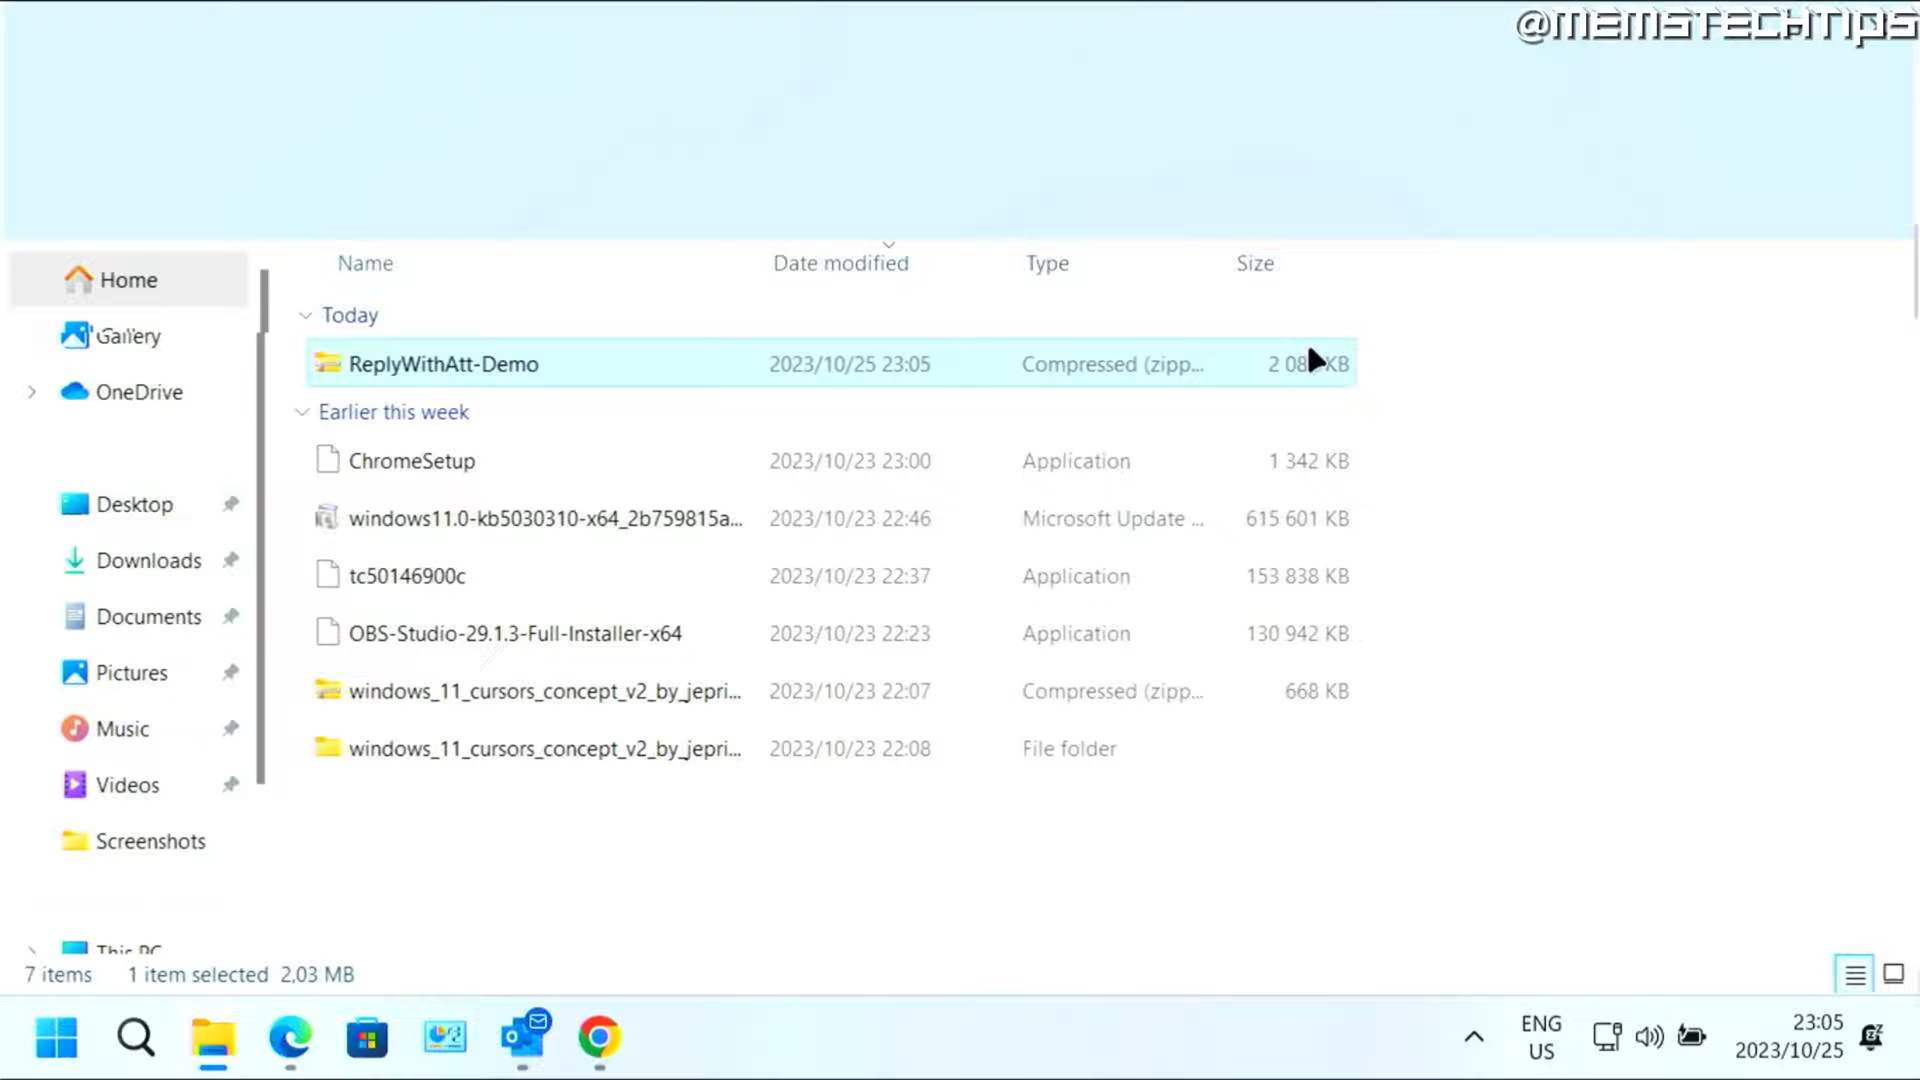 @MEMSTECHTIPS
Name Date modified Type Size
Home
Gallery
OneDrive
Desktop
Downloads
Documents
Pictures
Music
Videos
Screenshots
This PC
Today
ReplyWithAtt-Demo 2023/10/25 23:05 Compressed (zipp... KB
Earlier this week
ChromeSetup 2023/10/23 23:00 Application 1 342 KB
windows11.0-kb5030310-x64_2b759815a... 2023/10/23 22:46 Microsoft Update ... 615 601 KB
tc50146900c 2023/10/23 22:37 Application 153 838 KB
OBS-Studio-29.1.3-Full-Installer-x64 2023/10/23 22:23 Application 130 942 KB
windows_11_cursors_concept_v2_by_jepri... 2023/10/23 22:07 Compressed (zipp... 668 KB
windows_11_cursors_concept_v2_by_jepri... 2023/10/23 22:08 File folder
7 items 1 item selected 2,03 MB
ENG
US
23:05
2023/10/25